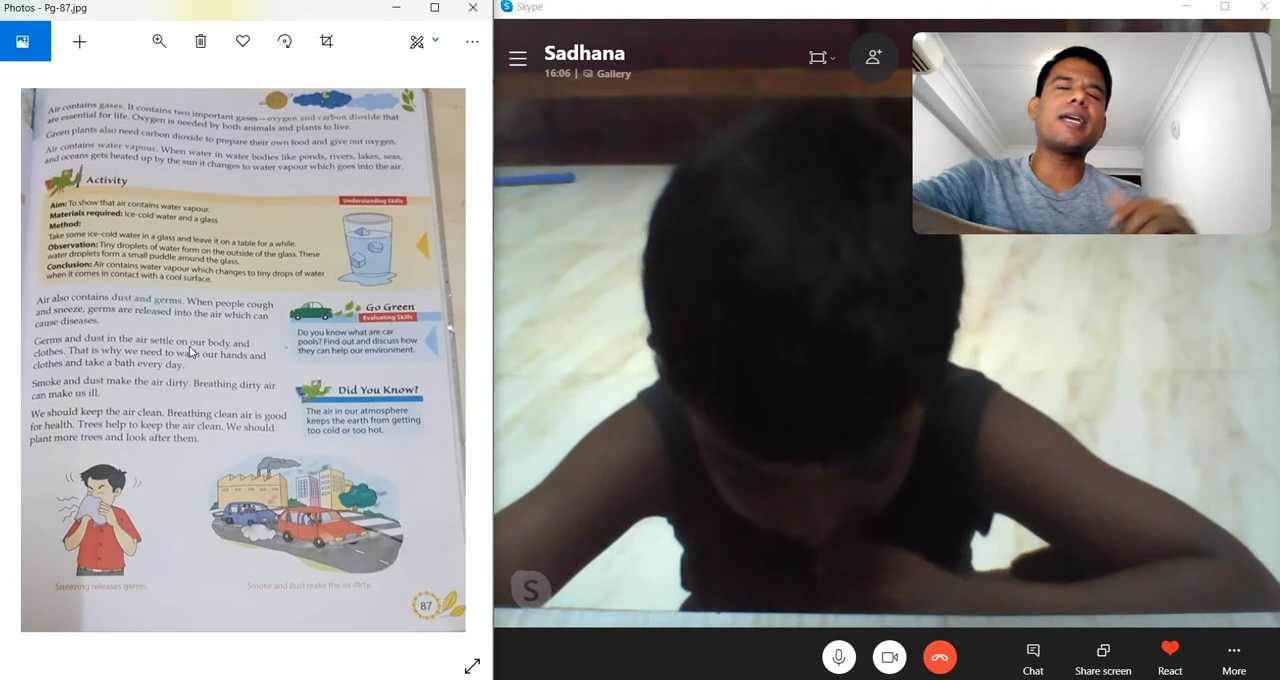 Photos - Pg-87.jpg
Air contains gases. It contains two important gases—oxygen and carbon dioxide that
are essential for life. Oxygen is needed by both animals and plants to live.
Green plants also need carbon dioxide to prepare their own food and give out oxygen.
Air contains water vapour. When water in water bodies like ponds, rivers, lakes, seas,
and oceans gets heated up by the sun it changes to water vapour which goes into the air.
Activity
Understanding Skills
Aim: To show that air contains water vapour.
Materials required: Ice-cold water and a glass
Method:
Take some ice-cold water in a glass and leave it on a table for a while.
Observation: Tiny droplets of water form on the outside of the glass. These
water droplets form a small puddle around the glass.
Conclusion: Air contains water vapour which changes to tiny drops of water
when it comes in contact with a cool surface.
Air also contains dust and germs. When people cough
and sneeze, germs are released into the air which can
cause diseases.
Germs and dust in the air settle on our body and
clothes. That is why we need to wash our hands and
clothes and take a bath every day.
Smoke and dust make the air dirty. Breathing dirty air
can make us ill.
We should keep the air clean. Breathing clean air is good
for health. Trees help to keep the air clean. We should
plant more trees and look after them.
Go Green
Evaluating Skills
Do you know what are car
pools? Find out and discuss how
they can help our environment.
Did You Know?
The air in our atmosphere
keeps the earth from getting
too cold or too hot.
Sneezing releases germs.
Smoke and dust make the air dirty.
87
Skype
Sadhana
16:06 | Gallery
Chat
Share screen
React
More